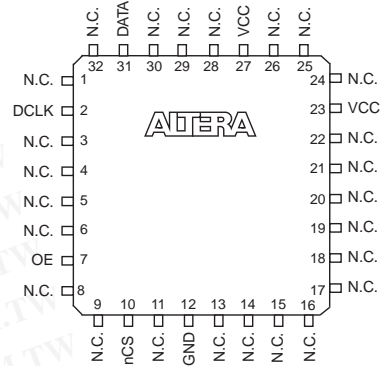 N.C. DATA N.C. N.C. N.C. VCC N.C. N.C.
32 31 30 29 28 27 26 25
N.C. 1 24 N.C.
DCLK 2 23 VCC
N.C. 3 22 N.C.
N.C. 4 21 N.C.
N.C. 5 20 N.C.
N.C. 6 19 N.C.
OE 7 18 N.C.
N.C. 8 17 N.C.
ALTERA
9 10 11 12 13 14 15 16
N.C. nCS N.C. GND N.C. N.C. N.C. N.C.